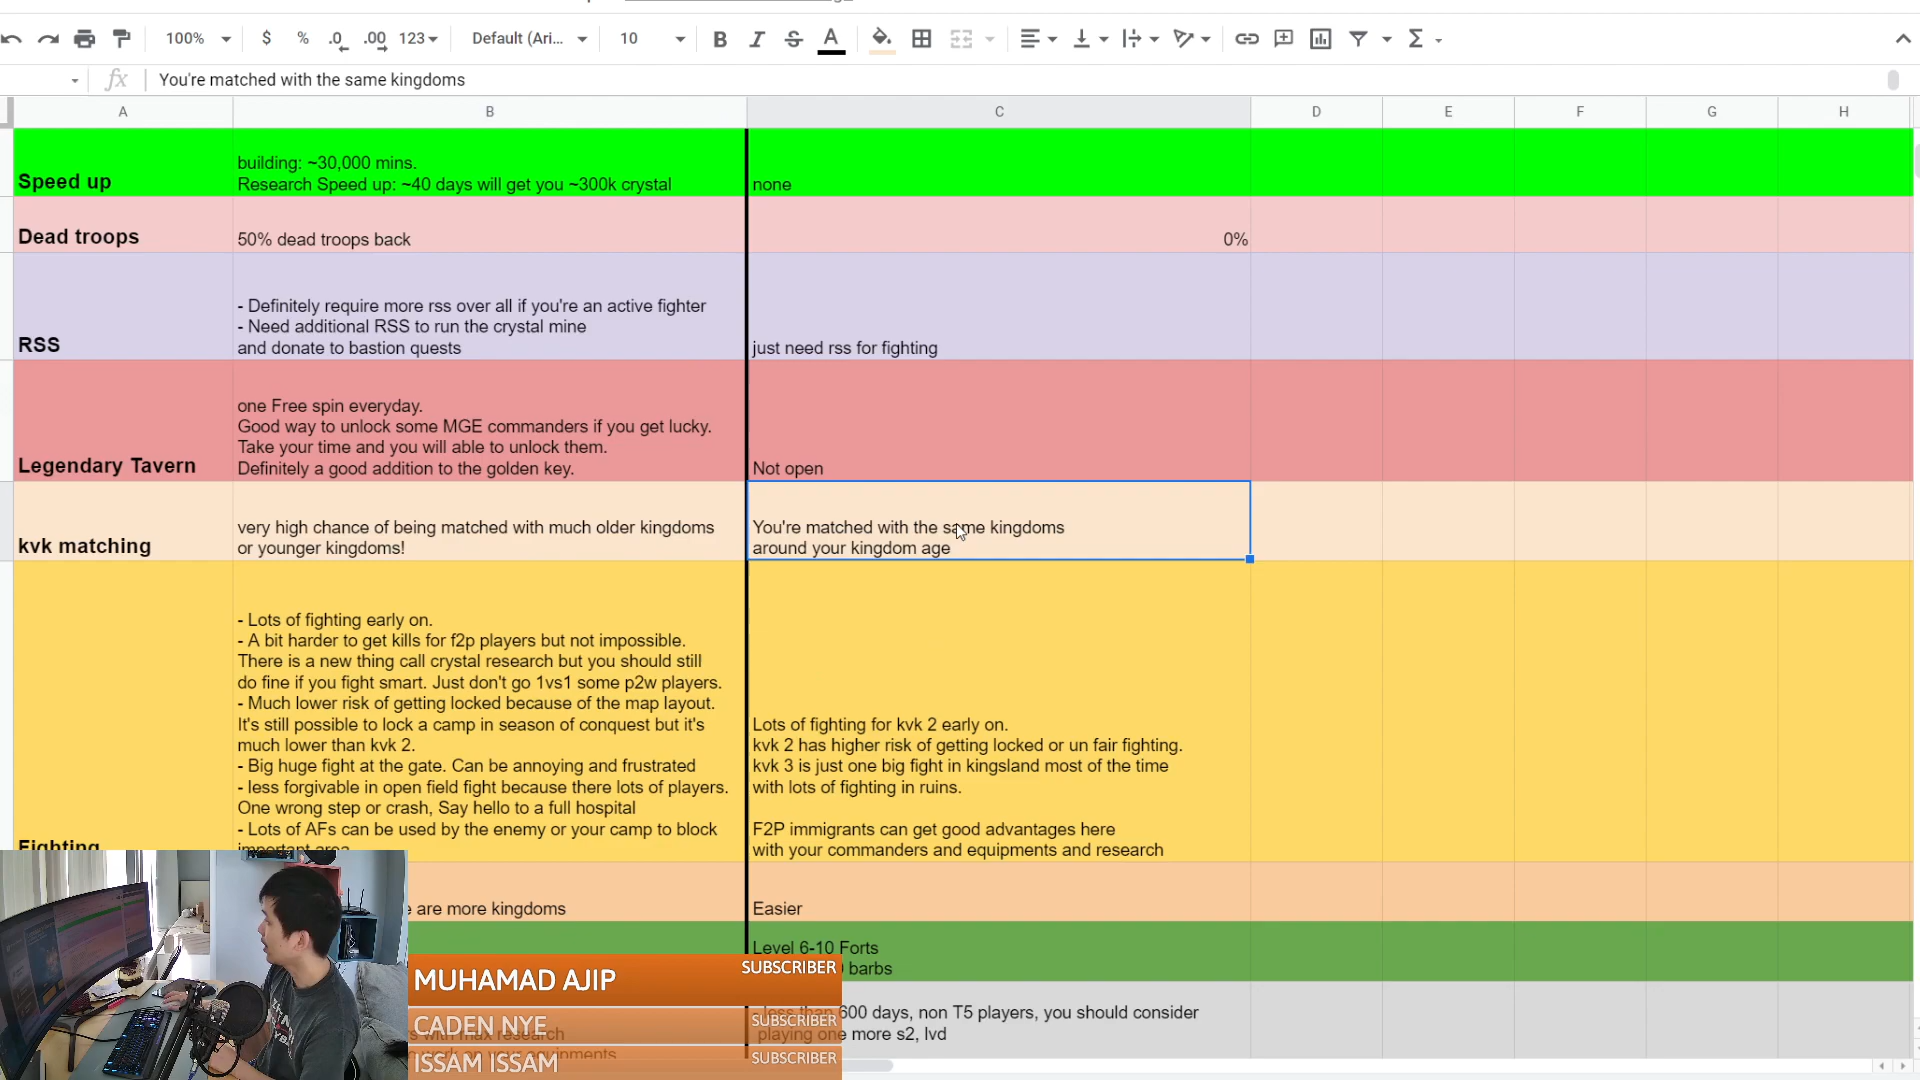 100%
$
%
.0
.00
123
Default (Ari...
10
B
I
S
A
Σ
fx
You're matched with the same kingdoms
A
B
C
D
E
F
G
H
Speed up
building: ~30,000 mins.
Research Speed up: ~40 days will get you ~300k crystal
none
Dead troops
50% dead troops back
0%
RSS
- Definitely require more rss over all if you're an active fighter
- Need additional RSS to run the crystal mine
and donate to bastion quests
just need rss for fighting
Legendary Tavern
one Free spin everyday.
Good way to unlock some MGE commanders if you get lucky.
Take your time and you will able to unlock them.
Definitely a good addition to the golden key.
Not open
kvk matching
very high chance of being matched with much older kingdoms
or younger kingdoms!
You're matched with the same kingdoms
around your kingdom age
Fighting
- Lots of fighting early on.
- A bit harder to get kills for f2p players but not impossible.
There is a new thing call crystal research but you should still
do fine if you fight smart. Just don't go 1vs1 some p2w players.
- Much lower risk of getting locked because of the map layout.
It's still possible to lock a camp in season of conquest but it's
much lower than kvk 2.
- Big huge fight at the gate. Can be annoying and frustrated
- less forgivable in open field fight because there lots of players.
One wrong step or crash, Say hello to a full hospital
- Lots of AFs can be used by the enemy or your camp to block
important area
Lots of fighting for kvk 2 early on.
kvk 2 has higher risk of getting locked or un fair fighting.
kvk 3 is just one big fight in kingsland most of the time
with lots of fighting in ruins.
F2P immigrants can get good advantages here
with your commanders and equipments and research
are more kingdoms
Easier
Level 6-10 Forts
barbs
less than 600 days, non T5 players, you should consider
playing one more s2, lvd
with max research
equipments
MUHAMAD AJIP
SUBSCRIBER
CADEN NYE
SUBSCRIBER
ISSAM ISSAM
SUBSCRIBER